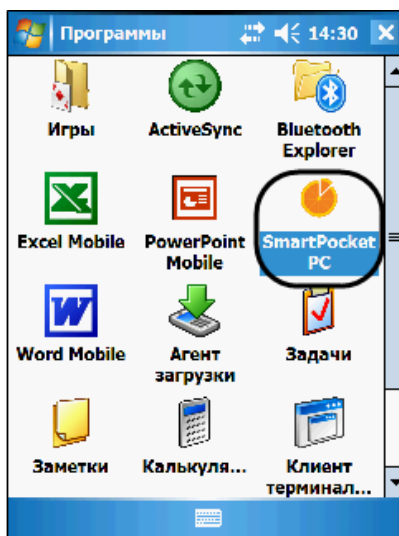 Программы 14:30
Игры ActiveSync Bluetooth
Explorer
Excel Mobile PowerPoint SmartPocket
Mobile PC
Word Mobile Агент Задачи
загрузки
Заметки Калькуля... Клиент
терминал...